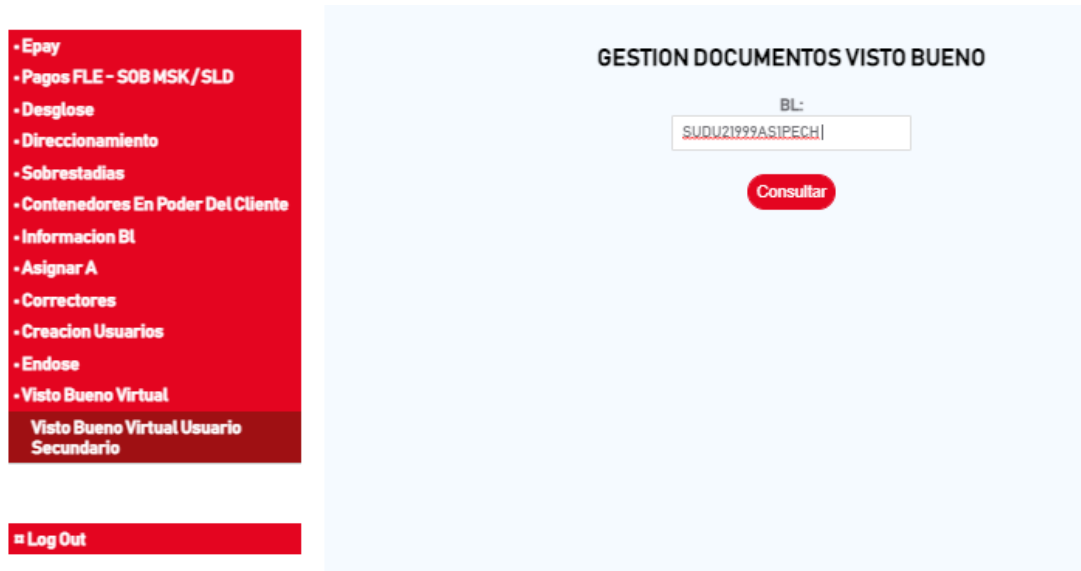 • Epay
• Pagos FLE - SOB MSK/SLD
• Desglose
• Direccionamiento
• Sobrestadias
• Contenedores En Poder Del Cliente
• Informacion Bl
• Asignar A
• Correctores
• Creacion Usuarios
• Endose
• Visto Bueno Virtual
Visto Bueno Virtual Usuario
Secundario
¤ Log Out
GESTION DOCUMENTOS VISTO BUENO
BL:
SUDU21999AS1PECH
Consultar